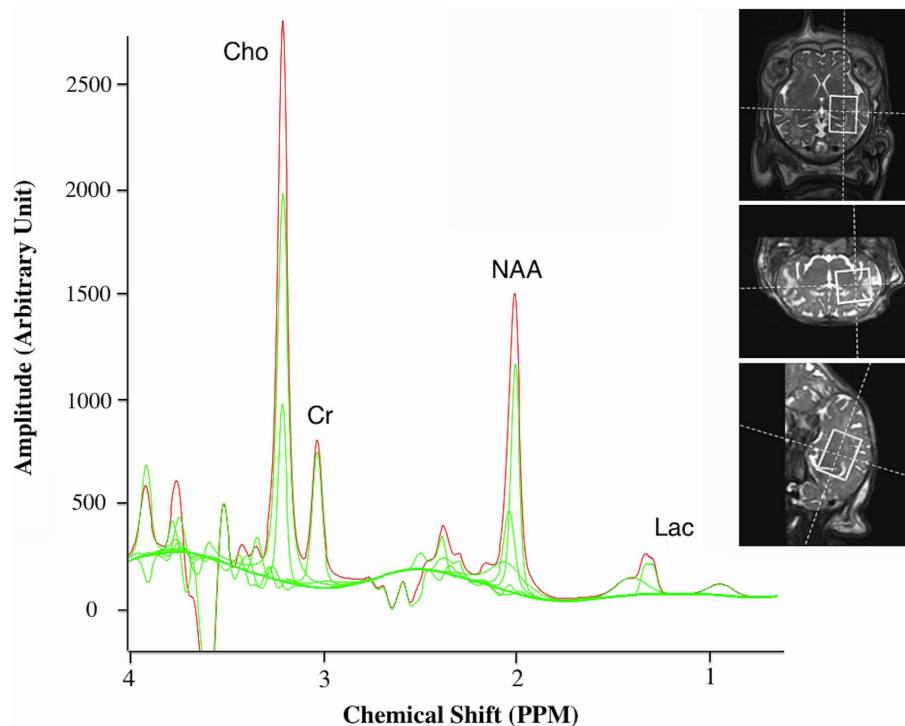 Cho
2500
2000
NAA
1500
1000
Cr
500
Lac
0
4
3
2
1
Chemical Shift (PPM)
Amplitude (Arbitrary Unit)